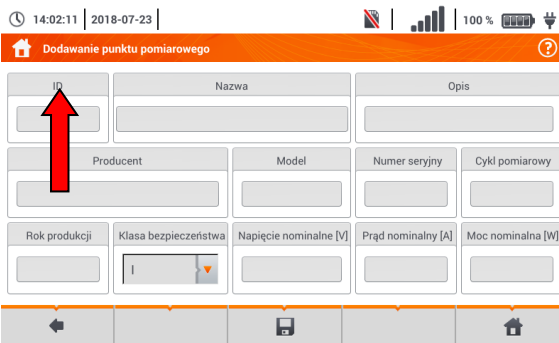 14:02:11 2018-07-23 100 %
Dodawanie punktu pomiarowego ?
ID Nazwa Opis
Producent Model Numer seryjny Cykl pomiarowy
Rok produkcji Klasa bezpieczeństwa Napięcie nominalne [V] Prąd nominalny [A] Moc nominalna [W]
I